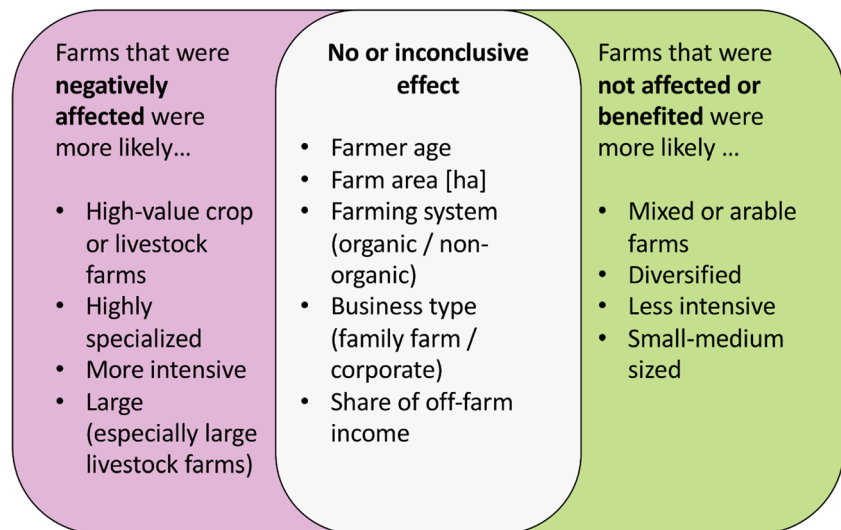 Farms that were
negatively
affected were
more likely…
• High-value crop
or livestock
farms
• Highly
specialized
• More intensive
• Large
(especially large
livestock farms)
No or inconclusive
effect
• Farmer age
• Farm area [ha]
• Farming system
(organic / non-
organic)
• Business type
(family farm /
corporate)
• Share of off-farm
income
Farms that were
not affected or
benefited were
more likely …
• Mixed or arable
farms
• Diversified
• Less intensive
• Small-medium
sized